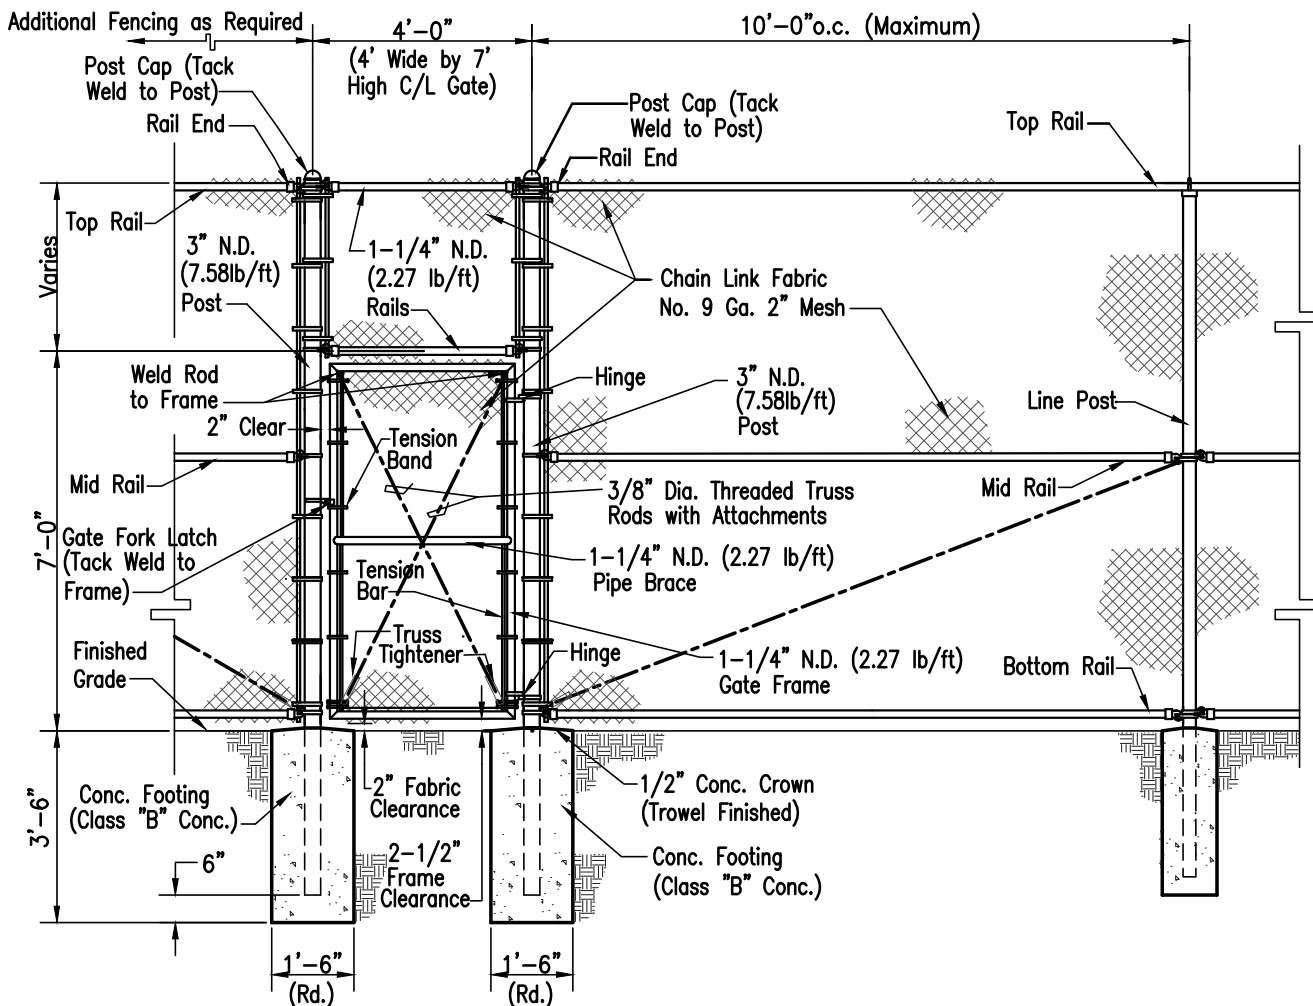 Additional Fencing as Required
4'-0"
(4' Wide by 7'
High C/L Gate)
10'-0"o.c. (Maximum)
Post Cap (Tack
Weld to Post)
Rail End
Post Cap (Tack
Weld to Post)
Rail End
Top Rail
Top Rail
Varies
3" N.D.
(7.58lb/ft)
Post
1-1/4" N.D.
(2.27 lb/ft)
Rails
Chain Link Fabric
No. 9 Ga. 2" Mesh
Weld Rod
to Frame
2" Clear
Hinge
3" N.D.
(7.58lb/ft)
Post
Line Post
Tension
Band
Mid Rail
Mid Rail
3/8" Dia. Threaded Truss
Rods with Attachments
7'-0"
Gate Fork Latch
(Tack Weld to
Frame)
1-1/4" N.D. (2.27 lb/ft)
Pipe Brace
Tension
Bar
Truss
Tightener
Hinge
1-1/4" N.D. (2.27 lb/ft)
Gate Frame
Finished
Grade
Bottom Rail
3'-6"
Conc. Footing
(Class "B" Conc.)
2" Fabric
Clearance
1/2" Conc. Crown
(Trowel Finished)
6"
2-1/2"
Frame
Clearance
Conc. Footing
(Class "B" Conc.)
1'-6"
(Rd.)
1'-6"
(Rd.)